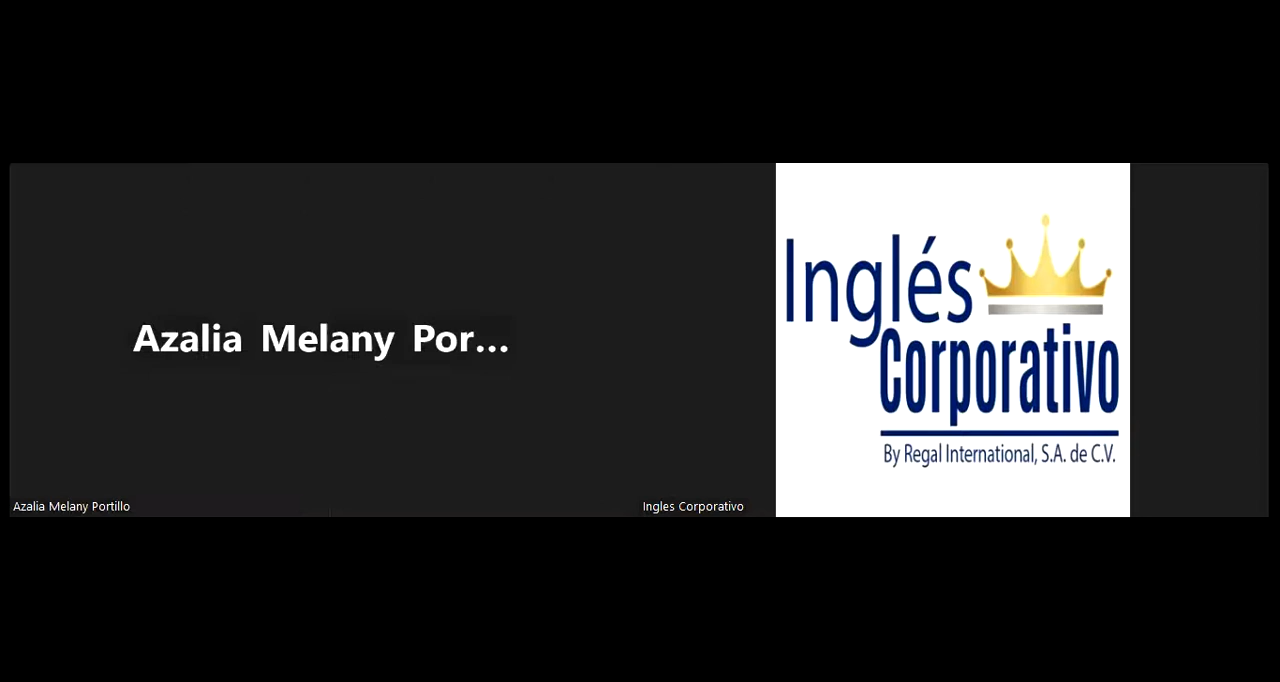 Azalia Melany Por...
Azalia Melany Portillo
Inglés
Corporativo
By Regal International, S.A. de C.V.
Ingles Corporativo